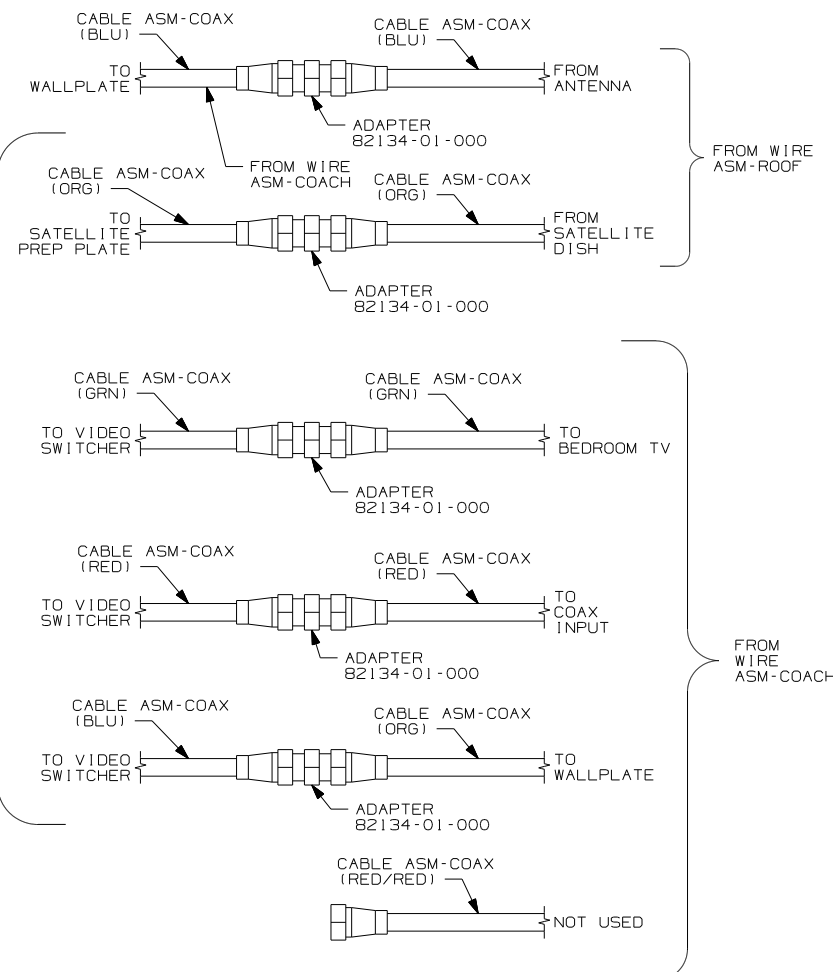 CABLE ASM-COAX
(BLU)
CABLE ASM-COAX
(BLU)
TO
WALLPLATE
FROM
ANTENNA
ADAPTER
82134-01-000
FROM WIRE
ASM-COACH
FROM WIRE
ASM-ROOF
CABLE ASM-COAX
(ORG)
CABLE ASM-COAX
(ORG)
TO
SATELLITE
PREP PLATE
FROM
SATELLITE
DISH
ADAPTER
82134-01-000
CABLE ASM-COAX
(GRN)
CABLE ASM-COAX
(GRN)
TO VIDEO
SWITCHER
TO
BEDROOM TV
ADAPTER
82134-01-000
CABLE ASM-COAX
(RED)
CABLE ASM-COAX
(RED)
TO VIDEO
SWITCHER
TO
COAX
INPUT
ADAPTER
82134-01-000
FROM
WIRE
ASM-COACH
CABLE ASM-COAX
(BLU)
CABLE ASM-COAX
(ORG)
TO VIDEO
SWITCHER
TO
WALLPLATE
ADAPTER
82134-01-000
CABLE ASM-COAX
(RED/RED)
NOT USED